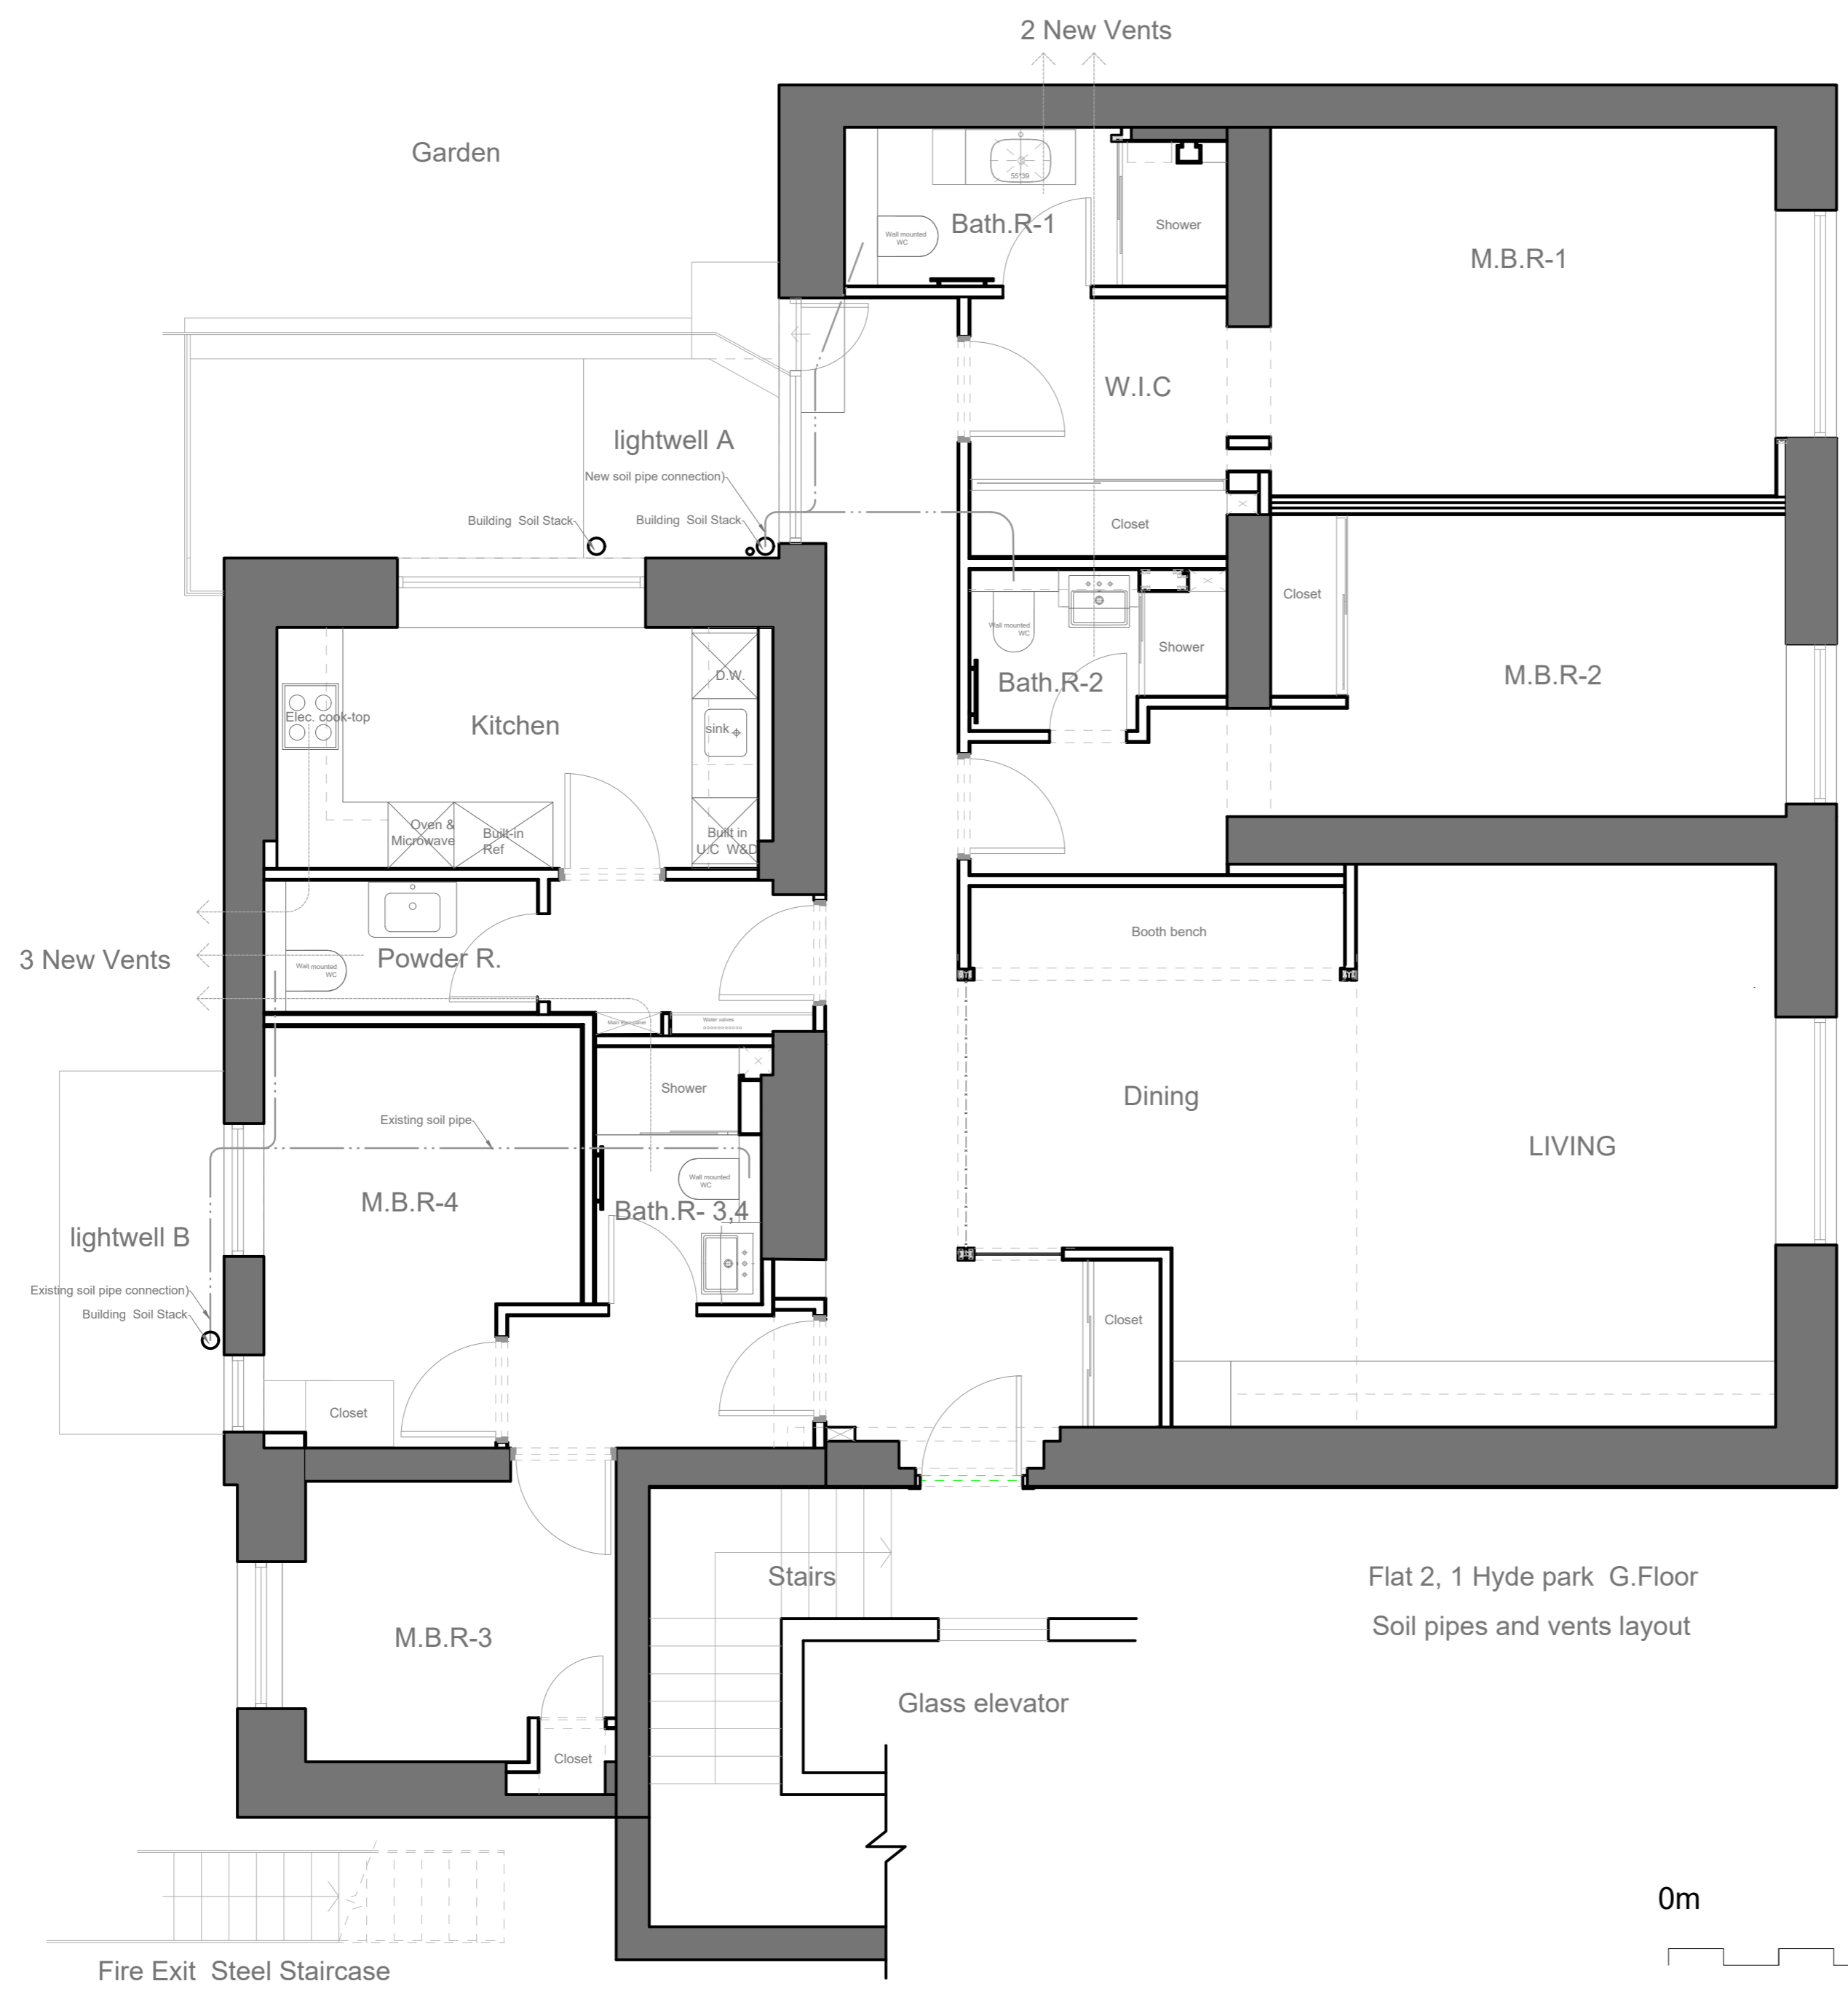 2 New Vents
Garden
55*39
Bath.R-1
Wall mounted
WC
Shower
M.B.R-1
W.I.C
lightwell A
New soil pipe connection)
Building  Soil Stack
Building  Soil Stack
Closet
Closet
Wall mounted
WC
Shower
Bath.R-2
M.B.R-2
D.W.
Elec. cook-top
Kitchen
sink
Oven &
Microwave
Built-in
Ref
Built in
U.C  W&D
Booth bench
3 New Vents
Wall mounted
WC
Powder R.
Water valves
Shower
Dining
Existing soil pipe
LIVING
Wall mounted
WC
M.B.R-4
Bath.R- 3,4
lightwell B
Existing soil pipe connection)
Building  Soil Stack
Closet
Closet
Stairs
Flat 2, 1 Hyde park  G.Floor
Soil pipes and vents layout
M.B.R-3
Glass elevator
Closet
0m
Fire Exit  Steel Staircase